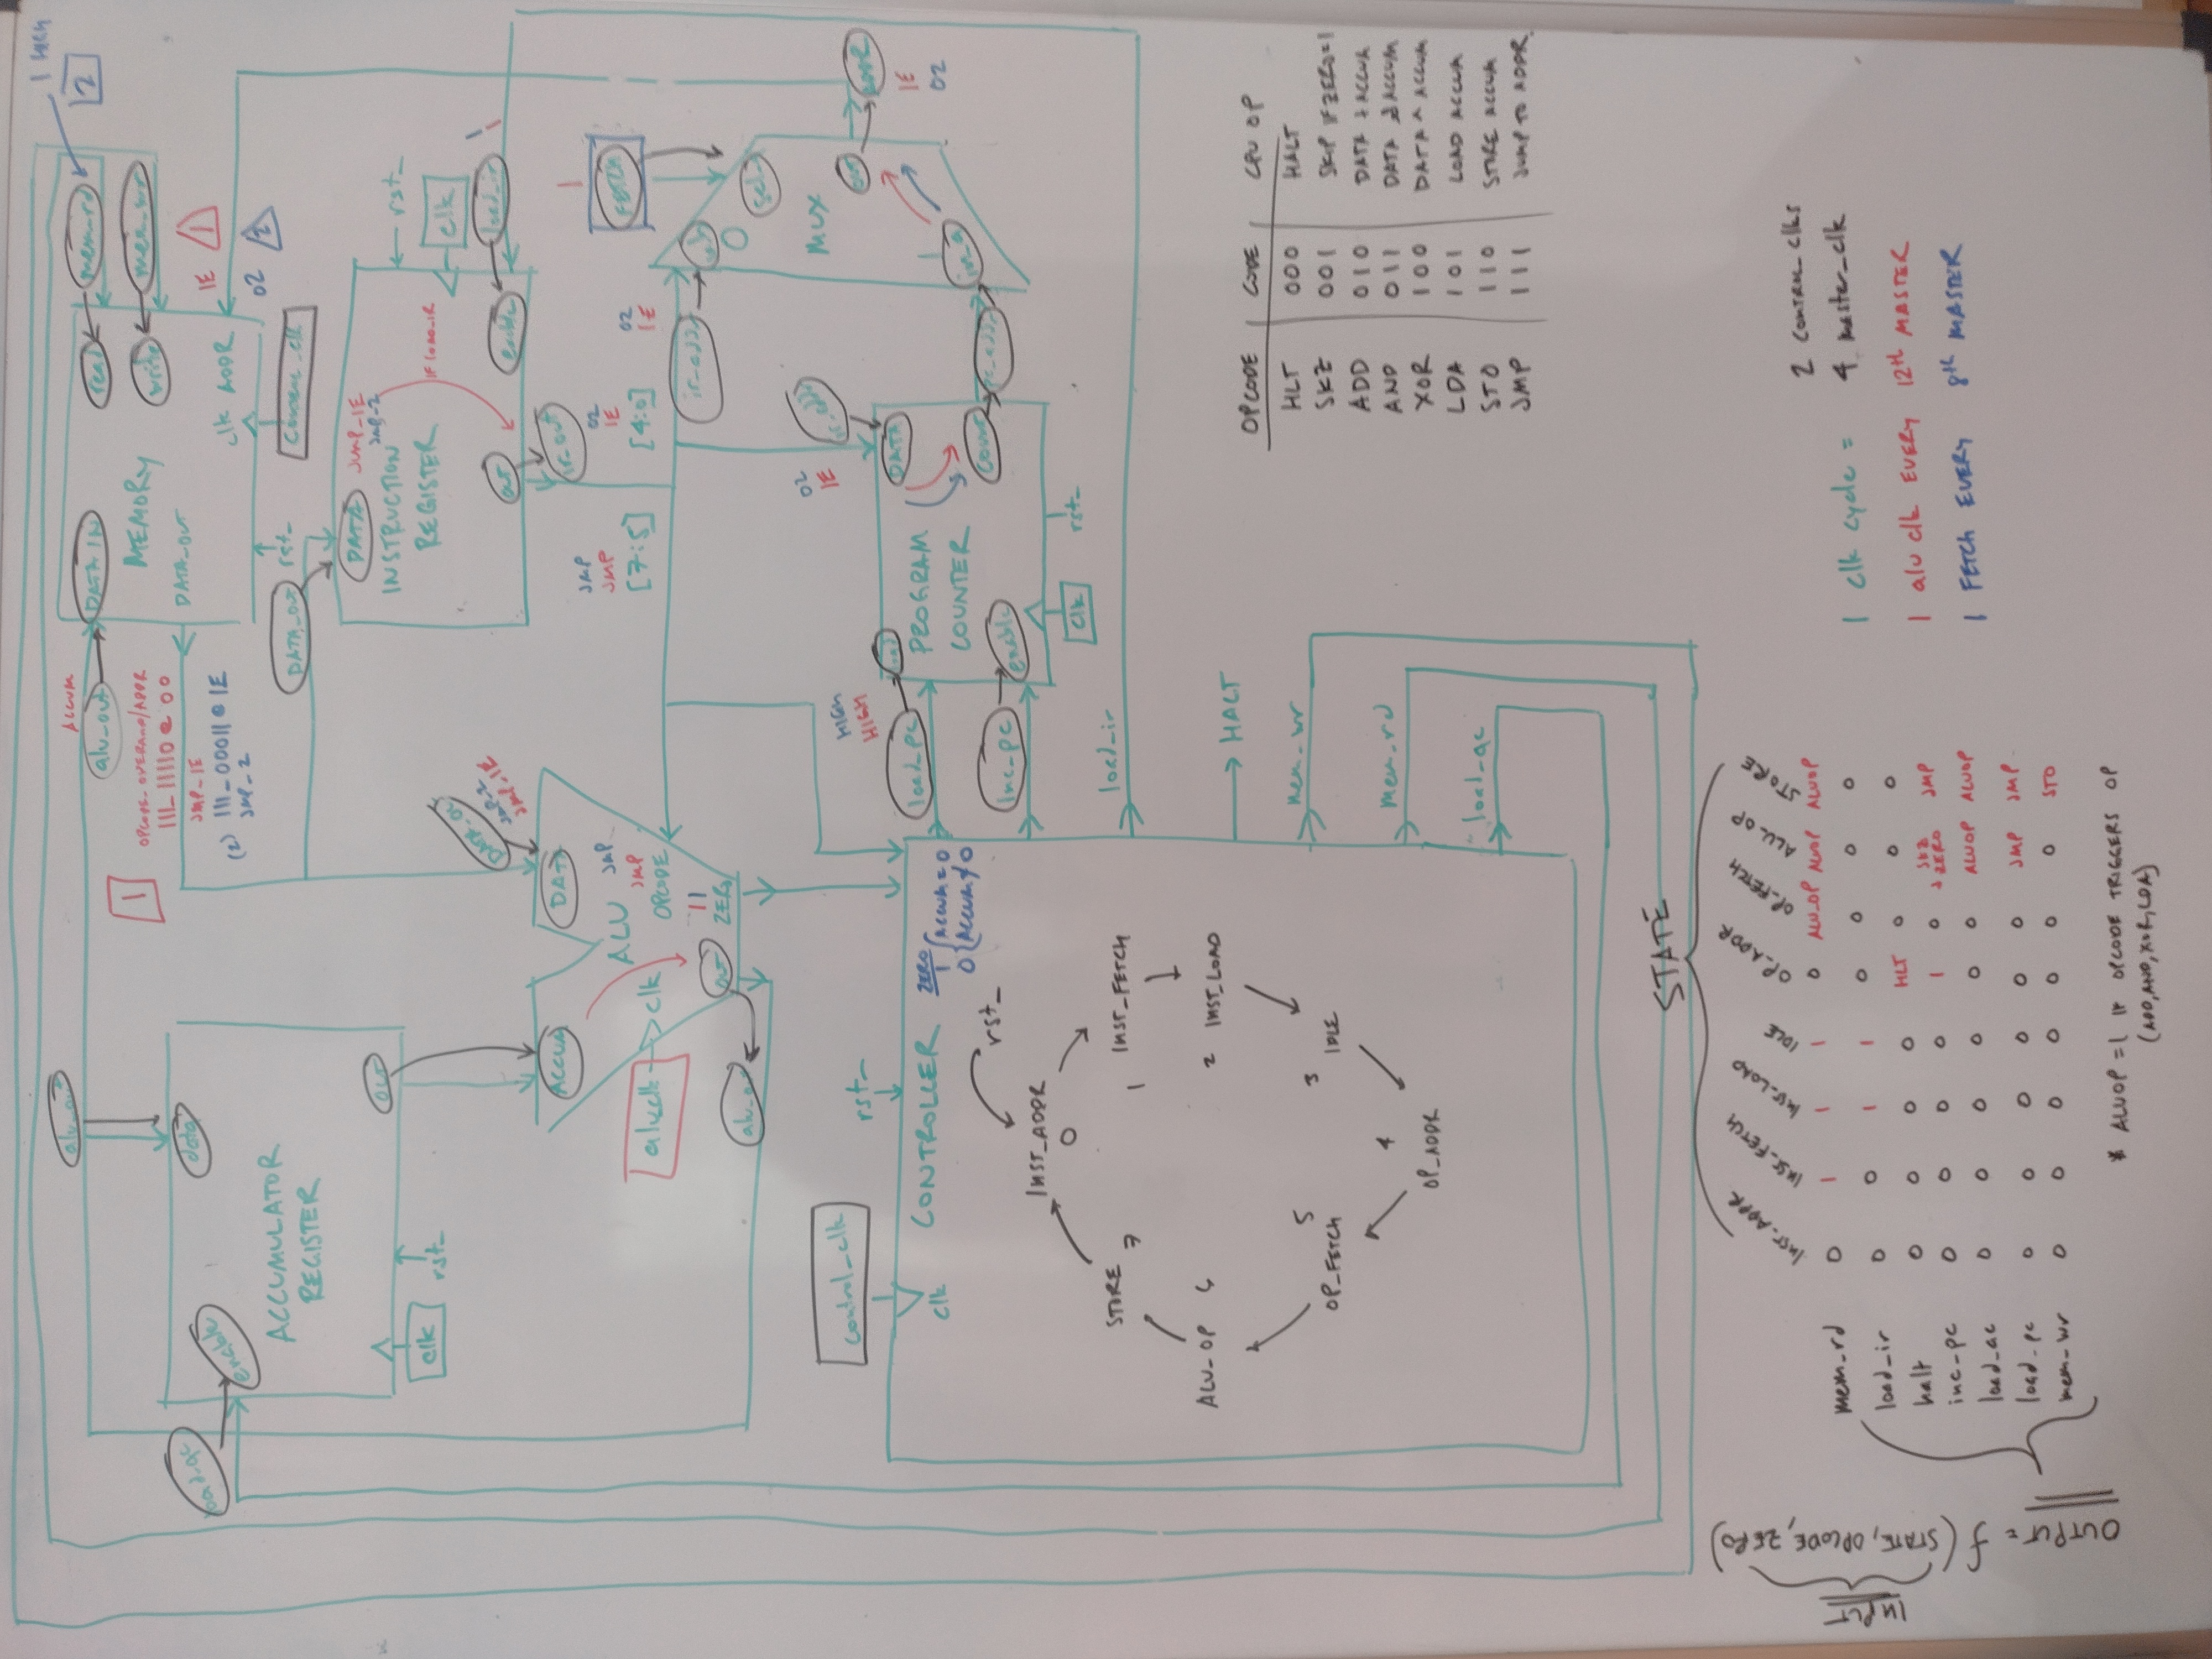 alu_out
ACCUM
alu_out
DATA IN
read
mem_rd
1 HIGH
2
1
OPCODE_OPERAND/ADDR
111_11110 @ 00
JMP_1E
(2) 111_00011 @ 1E
JMP_2
MEMORY
DATA_OUT
write
mem_wr
clk ADDR
1E
1
02
2
rst_
control_clk
load_ac
enable
data
ACCUMULATOR
REGISTER
out
clk
rst_
DATA_OUT
DATA
JUMP_1E
JMP_2
INSTRUCTION
REGISTER
IF LOAD_IR
rst_
clk
out
enable
load_ir
1
1
ir_out
DATA_OUT
JMP_2
JMP_1E
ACCUM
DATA
ALU
JMP
JMP
OPCODE
alu_clk
clk
out
11
ZERO
alu_out
JMP
JMP
[7:5]
02
1E
[4:0]
02
1E
1
FETCH
ir_addr
in_b
0
sel_a
MUX
out
ADDR
1E
02
1
in_a
control_clk
rst_
clk
CONTROLLER
ZERO
1 { ACCUM = 0
0 { ACCUM ≠ 0
HIGH
HIGH
load_pc
load
02
1E
ir_addr
DATA
PROGRAM
COUNTER
count
pc_addr
inc_pc
enable
clk
rst_
rst_
INST_ADDR
0
INST_FETCH
1
INST_LOAD
2
IDLE
3
OP_ADDR
4
OP_FETCH
5
ALU_OP 6
STORE
7
load_ir
HALT
mem_wr
mem_rd
load_ac
OPCODE CODE CPU OP
HLT 000 HALT
SKZ 001 SKIP IF ZERO=1
ADD 010 DATA + ACCUM
AND 011 DATA & ACCUM
XOR 100 DATA ^ ACCUM
LDA 101 LOAD ACCUM
STO 110 STORE ACCUM
JMP 111 JUMP TO ADDR
STATE
INST_ADDR INST_FETCH INST_LOAD IDLE OP_ADDR OP_FETCH ALU_OP STORE
mem_rd 0 1 1 1 0 ALU_OP ALUOP ALUOP
load_ir 0 0 1 1 0 0 0 0
halt 0 0 0 0 HLT 0 0 0
inc_pc 0 0 0 0 1 0 SKZ & ZERO JMP
load_ac 0 0 0 0 0 0 ALUOP ALUOP
load_pc 0 0 0 0 0 0 JMP JMP
mem_wr 0 0 0 0 0 0 0 STO
INPUT
OUTPUT = f(STATE, OPCODE, ZERO)
* ALUOP = 1 IF OPCODE TRIGGERS OP
(ADD, AND, XOR, LDA)
2 CONTROL_clks
1 clk cycle = 4 master_clk
1 alu clk EVERY 12th MASTER
1 FETCH EVERY 8th MASTER